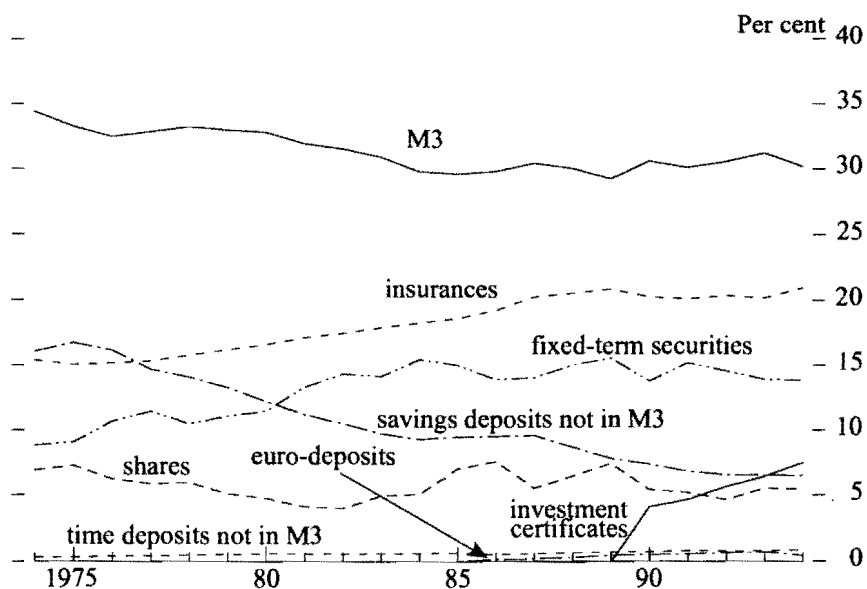 Per cent
40
35
M3
30
25
insurances
20
fixed-term securities
15
savings deposits not in M3
10
euro-deposits
shares
5
investment
certificates
time deposits not in M3
0
1975
80
85
90